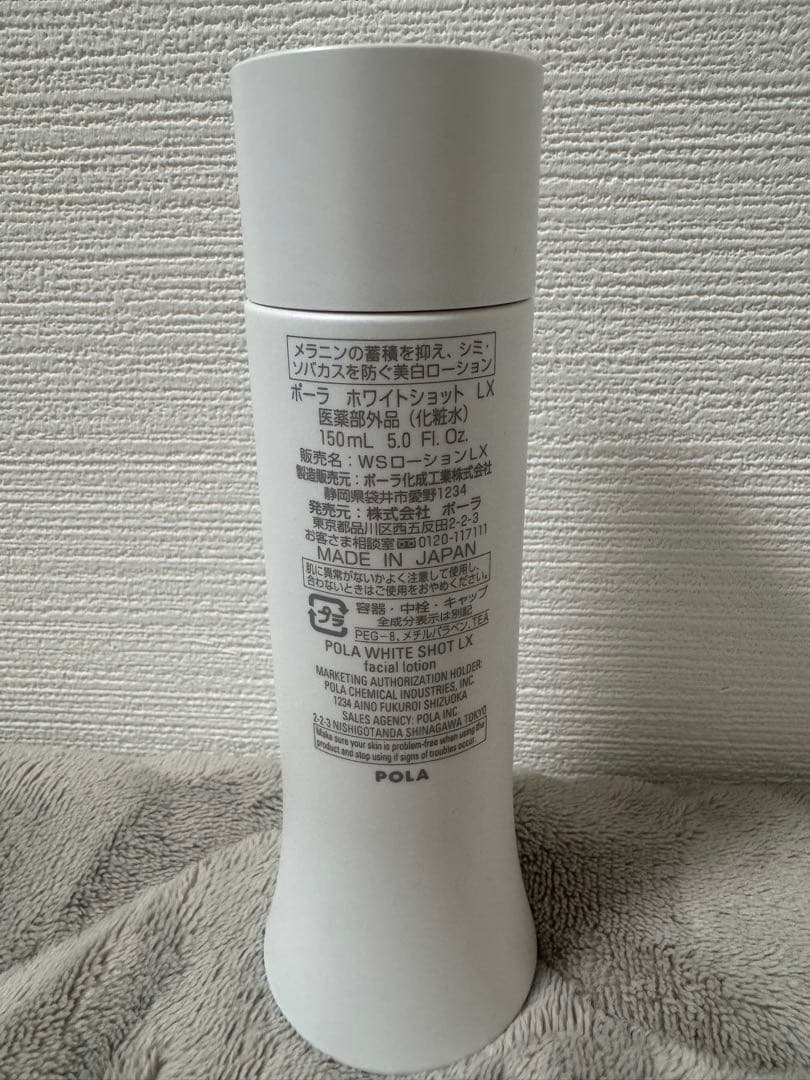 メラニンの蓄積を抑え、シミ・
ソバカスを防ぐ美白ローション
ポーラ ホワイトショット LX
医薬部外品（化粧水）
150mL 5.0 Fl. Oz.
販売名：WSローションLX
製造販売元：ポーラ化成工業株式会社
静岡県袋井市愛野1234
発売元：株式会社 ポーラ
東京都品川区西五反田2-2-3
お客さま相談室 0120-117111
MADE IN JAPAN
肌に異常がないかよく注意して使用し、
合わないときはご使用をおやめください。
プラ
容器・中栓・キャップ
全成分表示は別記
PEG-8、メチルパラベン、TEA
POLA WHITE SHOT LX
facial lotion
MARKETING AUTHORIZATION HOLDER:
POLA CHEMICAL INDUSTRIES, INC
1234 AINO FUKUROI SHIZUOKA
SALES AGENCY: POLA INC
2-2-3 NISHIGOTANDA SHINAGAWA TOKYO
Make sure your skin is problem-free when using the
product and stop using if signs of troubles occur.
POLA